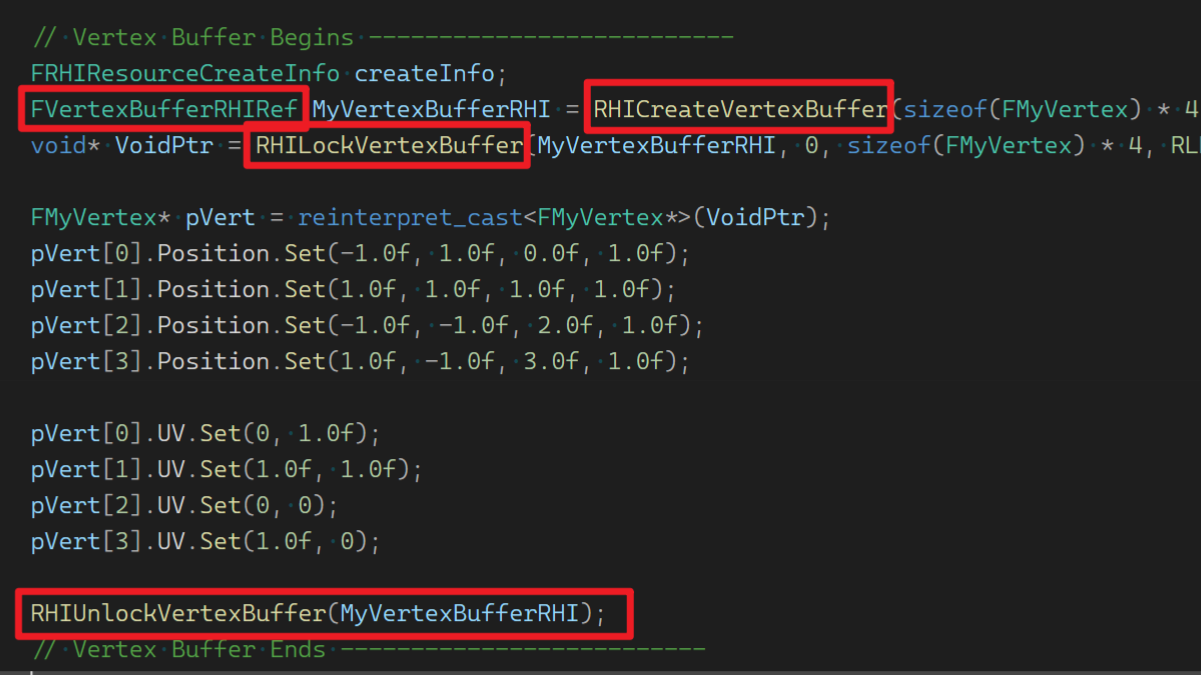 // Vertex Buffer Begins --------------------------
FRHIResourceCreateInfo createInfo;
FVertexBufferRHIRef MyVertexBufferRHI = RHICreateVertexBuffer(sizeof(FMyVertex) * 4
void* VoidPtr = RHILockVertexBuffer(MyVertexBufferRHI, 0, sizeof(FMyVertex) * 4, RL
FMyVertex* pVert = reinterpret_cast<FMyVertex*>(VoidPtr);
pVert[0].Position.Set(-1.0f, 1.0f, 0.0f, 1.0f);
pVert[1].Position.Set(1.0f, 1.0f, 1.0f, 1.0f);
pVert[2].Position.Set(-1.0f, -1.0f, 2.0f, 1.0f);
pVert[3].Position.Set(1.0f, -1.0f, 3.0f, 1.0f);
pVert[0].UV.Set(0, 1.0f);
pVert[1].UV.Set(1.0f, 1.0f);
pVert[2].UV.Set(0, 0);
pVert[3].UV.Set(1.0f, 0);
RHIUnlockVertexBuffer(MyVertexBufferRHI);
// Vertex Buffer Ends --------------------------